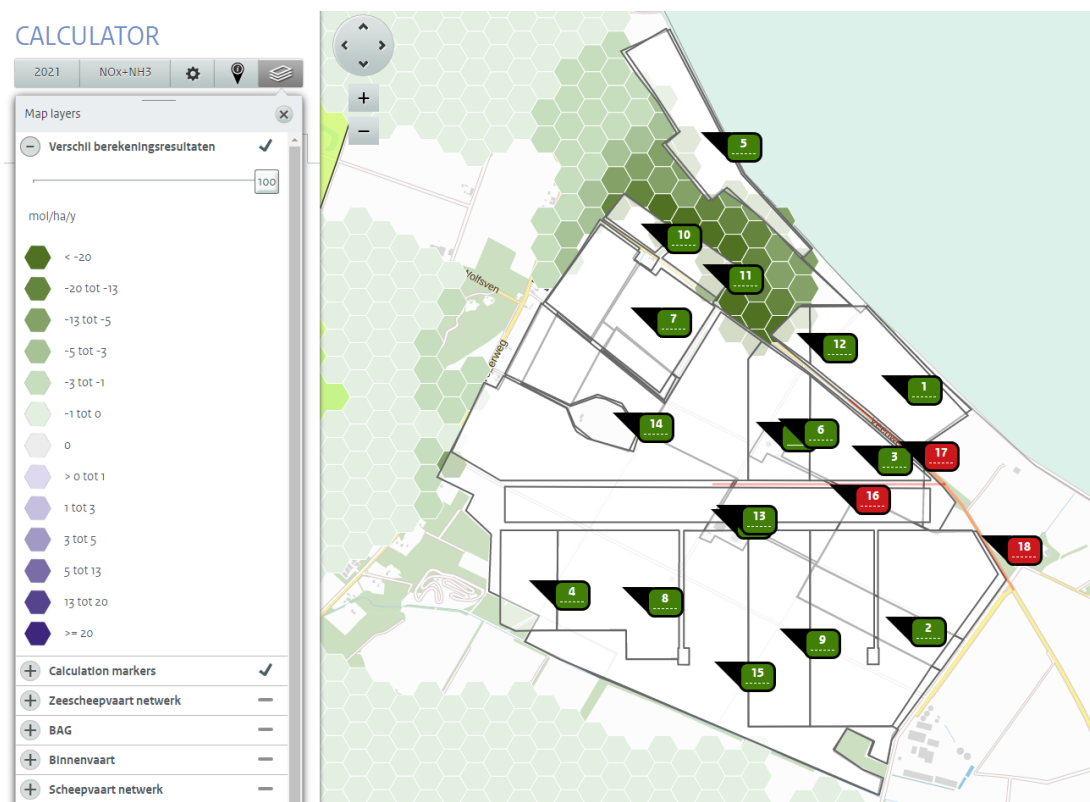 CALCULATOR
2021
NOx+NH3
Map layers
Verschil berekeningsresultaten
100
mol/ha/y
< -20
-20 tot -13
-13 tot -5
-5 tot -3
-3 tot -1
-1 tot 0
0
> 0 tot 1
1 tot 3
3 tot 5
5 tot 13
13 tot 20
>= 20
Calculation markers
Zeescheepvaart netwerk
BAG
Binnenvaart
Scheepvaart netwerk
5
10
11
7
12
1
14
6
3
17
16
13
18
4
8
2
9
15